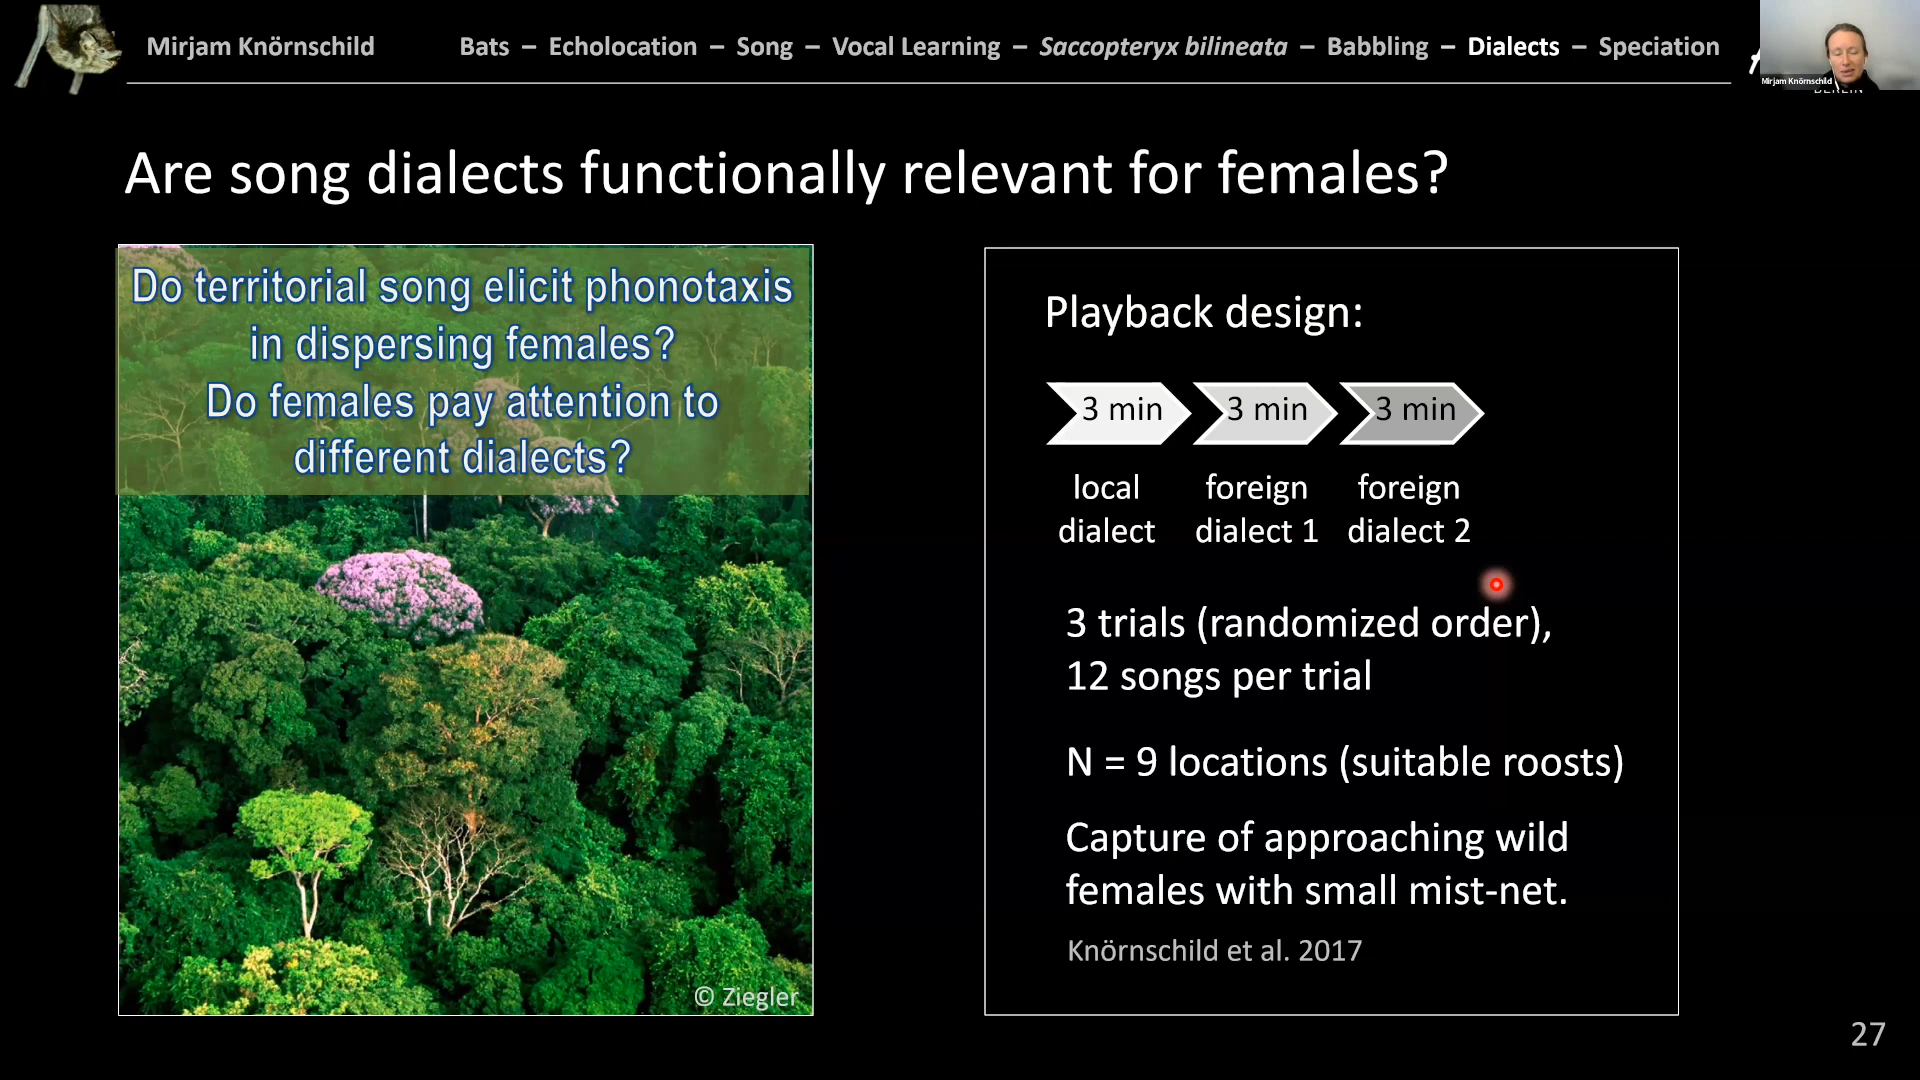 Mirjam Knörnschild
Bats – Echolocation – Song – Vocal Learning – Saccopteryx bilineata – Babbling – Dialects – Speciation
Mirjam Knörnschild
Are song dialects functionally relevant for females?
Do territorial song elicit phonotaxis
in dispersing females?
Do females pay attention to
different dialects?
© Ziegler
Playback design:
3 min 3 min 3 min
local foreign foreign
dialect dialect 1 dialect 2
3 trials (randomized order),
12 songs per trial
N = 9 locations (suitable roosts)
Capture of approaching wild
females with small mist-net.
Knörnschild et al. 2017
27